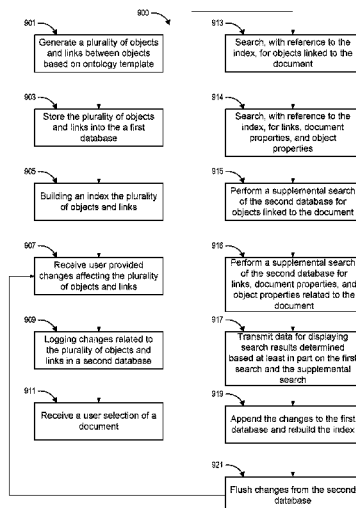 900
901
Generate a plurality of objects
and links between objects
based on ontology template
903
Store the plurality of objects
and links into the a first
database
905
Building an index the plurality
of objects and links
907
Receive user provided
changes affecting the plurality
of objects and links
909
Logging changes related to
the plurality of objects and
links in a second database
911
Receive a user selection of a
document
913
Search, with reference to the
index, for objects linked to the
document
914
Search, with reference to the
index, for links, document
properties, and object
properties
915
Perform a supplemental search
of the second database for
objects linked to the document
916
Perform a supplemental search
of the second database for
links, document properties, and
object properties related to the
document
917
Transmit data for displaying
search results determined
based at least in part on the first
search and the supplemental
search
919
Append the changes to the first
database and rebuild the index
921
Flush changes from the second
database